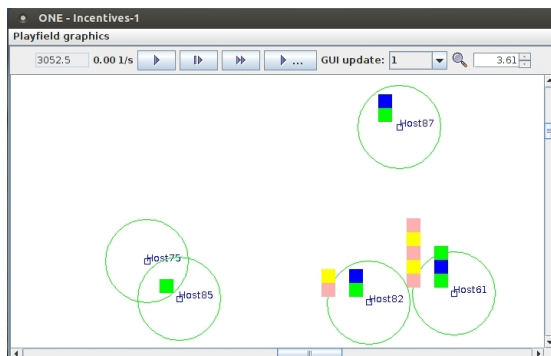 ONE - Incentives-1
Playfield graphics
3052.5 0.00 1/s ... GUI update: 1 3.61
Host87
Host75
Host85
Host82
Host61